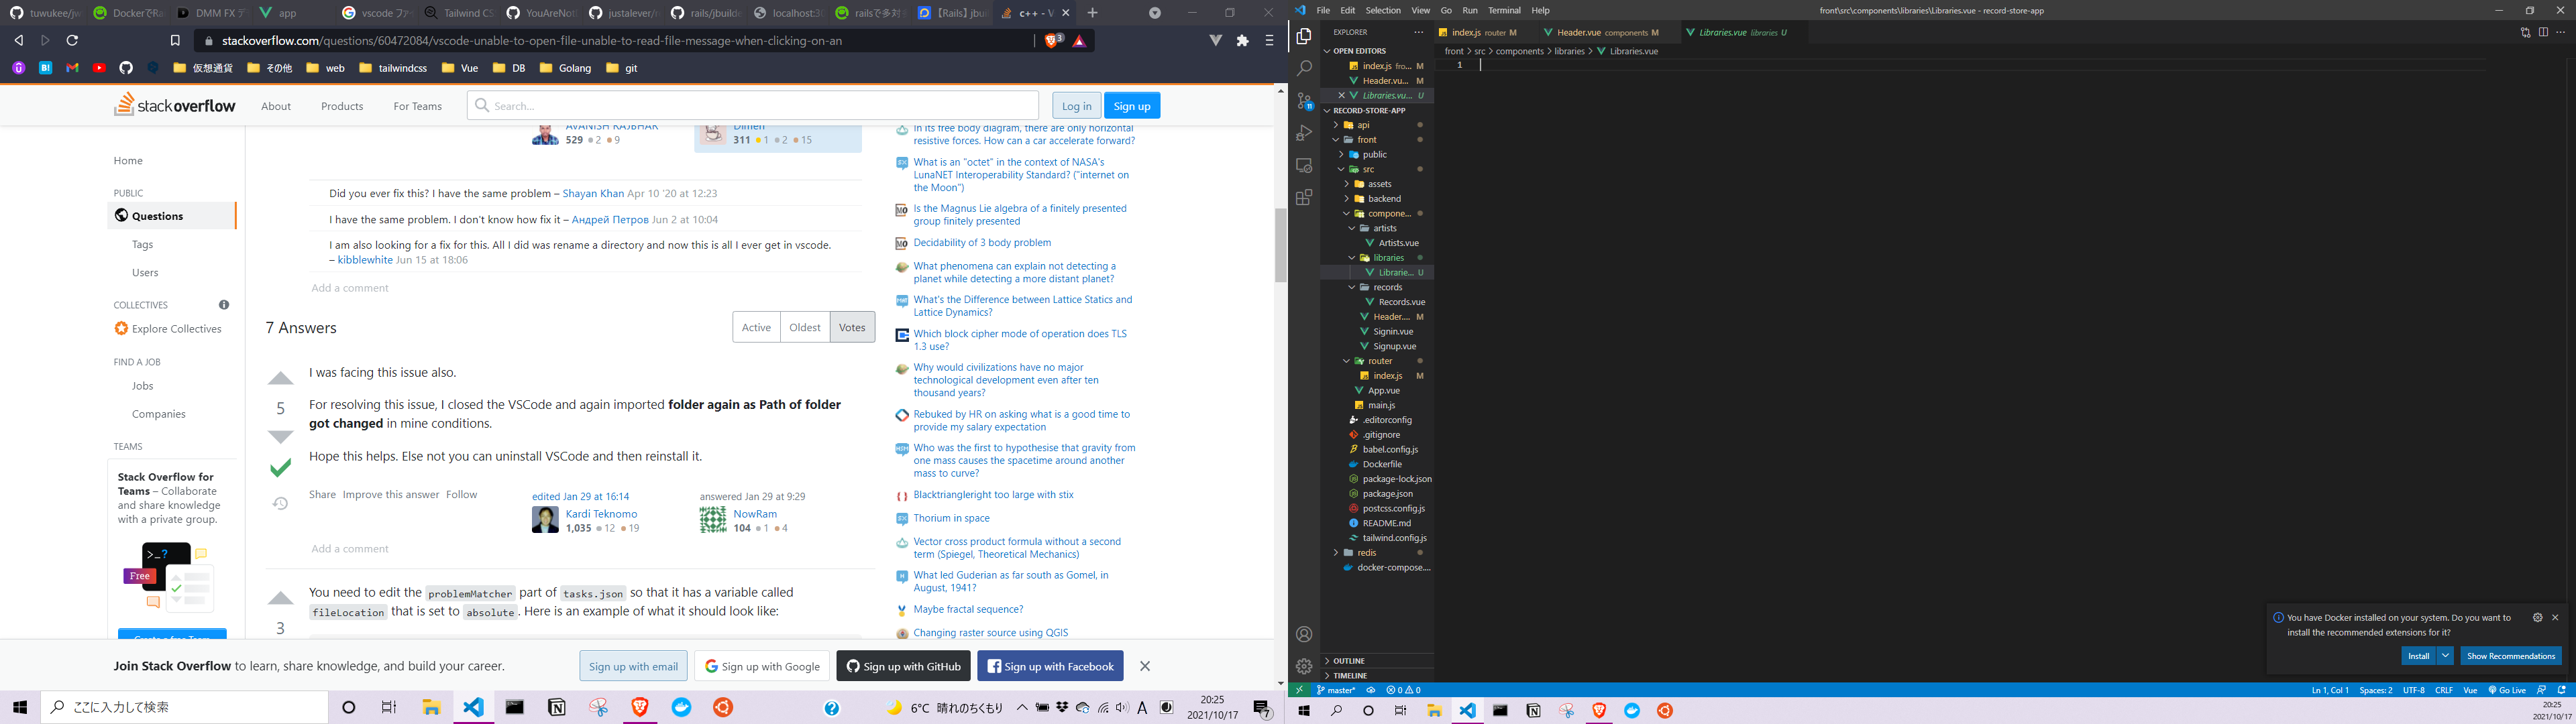 tuwukee/jw
DockerでRa
DMM FX デ
app
vscode ファイ
Tailwind CS
YouAreNot
justalever/r
rails/jbuilde
localhost:30
railsで多対
【Rails】jbui
c++ - V
stackoverflow.com/questions/60472084/vscode-unable-to-open-file-unable-to-read-file-message-when-clicking-on-an
仮想通貨 その他 web tailwindcss Vue DB Golang git
stackoverflow About Products For Teams Search... Log in Sign up
Home
PUBLIC
Questions
Tags
Users
COLLECTIVES
Explore Collectives
FIND A JOB
Jobs
Companies
TEAMS
Stack Overflow for
Teams – Collaborate
and share knowledge
with a private group.
Free
Create a free Team
AVANISH RAJBHAR
529 2 9
Dimen
311 1 2 15
Did you ever fix this? I have the same problem – Shayan Khan Apr 10 '20 at 12:23
I have the same problem. I don't know how fix it – Андрей Петров Jun 2 at 10:04
I am also looking for a fix for this. All I did was rename a directory and now this is all I ever get in vscode.
– kibblewhite Jun 15 at 18:06
Add a comment
7 Answers
Active Oldest Votes
5
I was facing this issue also.
For resolving this issue, I closed the VSCode and again imported folder again as Path of folder
got changed in mine conditions.
Hope this helps. Else not you can uninstall VSCode and then reinstall it.
Share Improve this answer Follow
edited Jan 29 at 16:14
Kardi Teknomo
1,035 12 19
answered Jan 29 at 9:29
NowRam
104 1 4
Add a comment
3
You need to edit the problemMatcher part of tasks.json so that it has a variable called
fileLocation that is set to absolute. Here is an example of what it should look like:
In its free body diagram, there are only horizontal
resistive forces. How can a car accelerate forward?
What is an "octet" in the context of NASA's
LunaNET Interoperability Standard? ("internet on
the Moon")
Is the Magnus Lie algebra of a finitely presented
group finitely presented
Decidability of 3 body problem
What phenomena can explain not detecting a
planet while detecting a more distant planet?
What's the Difference between Lattice Statics and
Lattice Dynamics?
Which block cipher mode of operation does TLS
1.3 use?
Why would civilizations have no major
technological development even after ten
thousand years?
Rebuked by HR on asking what is a good time to
provide my salary expectation
Who was the first to hypothesise that gravity from
one mass causes the spacetime around another
mass to curve?
Blacktriangleright too large with stix
Thorium in space
Vector cross product formula without a second
term (Spiegel, Theoretical Mechanics)
What led Guderian as far south as Gomel, in
August, 1941?
Maybe fractal sequence?
Changing raster source using QGIS
Join Stack Overflow to learn, share knowledge, and build your career.
Sign up with email
Sign up with Google
Sign up with GitHub
Sign up with Facebook
ここに入力して検索
6°C 晴れのちくもり
A
20:25
2021/10/17
7
File Edit Selection View Go Run Terminal Help
front\src\components\libraries\Libraries.vue - record-store-app
EXPLORER
OPEN EDITORS
index.js fro... M
Header.vu... M
Libraries.vu... U
RECORD-STORE-APP
api
front
public
src
assets
backend
compone...
artists
Artists.vue
libraries
Librarie... U
records
Records.vue
Header.... M
Signin.vue
Signup.vue
router
index.js M
App.vue
main.js
.editorconfig
.gitignore
babel.config.js
Dockerfile
package-lock.json
package.json
postcss.config.js
README.md
tailwind.config.js
redis
docker-compose....
OUTLINE
TIMELINE
index.js router M
Header.vue components M
Libraries.vue libraries U
front > src > components > libraries > Libraries.vue
1
You have Docker installed on your system. Do you want to
install the recommended extensions for it?
Install
Show Recommendations
master* 0 0
Ln 1, Col 1 Spaces: 2 UTF-8 CRLF Vue Go Live
20:25
2021/10/17